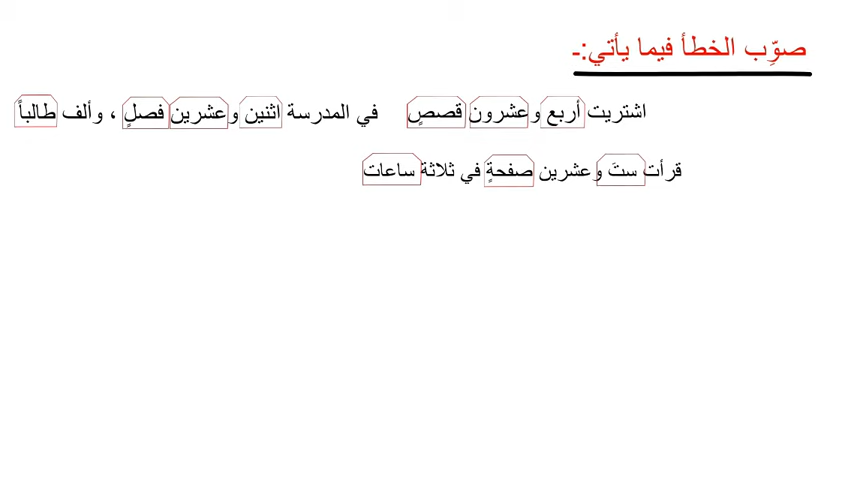 صوِّب الخطأ فيما يأتي:-
اشتريت أربع وعشرون قصصٍ في المدرسة اثنين وعشرين فصلٍ ، وألف طالباً
قرأت ستَ وعشرين صفحةٍ في ثلاثة ساعات